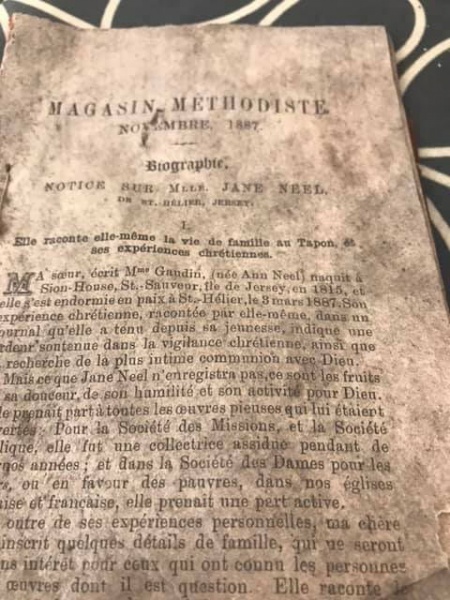 MAGASIN METHODISTE
NOVEMBRE, 1887
Biographie.
NOTICE SUR MLLE. JANE NEEL.
DE ST. HÉLIER, JERSEY.
I.
Elle raconte elle-même la vie de famille au Tapon, et
ses expériences chrétiennes.
MA sœur, écrit Mme Gaudin, (née Ann Neel) naquit à
Sion-House, St.-Sauveur, île de Jersey, en 1815, et
elle s'est endormie en paix à St.-Hélier, le 3 mars 1887. Son
expérience chrétienne, racontée par elle-même, dans un
journal qu'elle a tenu depuis sa jeunesse, indique une
ardeur soutenue dans la vigilance chrétienne, ainsi que
recherche de la plus intime communion avec Dieu.
Mais ce que Jane Neel n'enregistra pas, ce sont les fruits
sa douceur, de son humilité et son activité pour Dieu.
le prenait part à toutes les œuvres pieuses qui lui étaient
vertes. Pour la Société des Missions, et la Société
lique, elle fut une collectrice assidue pendant de
gues années; et dans la Société des Dames pour les
s, ou en faveur des pauvres, dans nos églises
aise et française, elle prenait une part active.
outre de ses expériences personnelles, ma chère
inscrit quelques détails de famille, qui ne seront
ns intérêt pour ceux qui ont connu les personnes
œuvres dont il est question. Elle raconte le